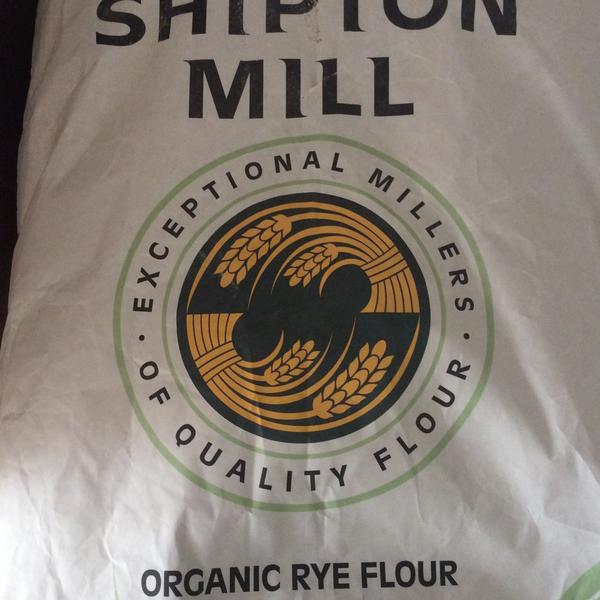 SHIPTON
MILL
EXCEPTIONAL MILLERS
· OF QUALITY FLOUR ·
ORGANIC RYE FLOUR